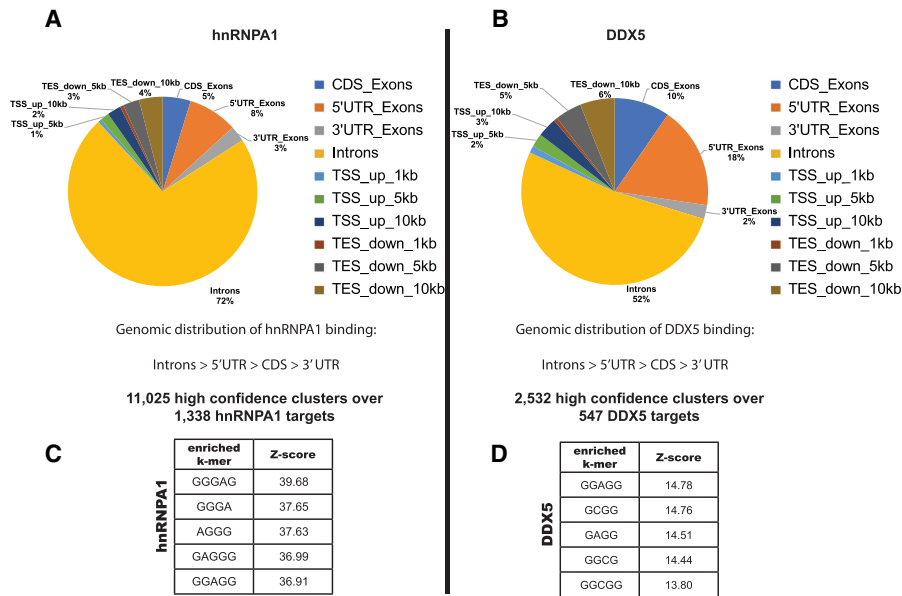 A
hnRNPA1
TES_down_5kb
3%
TES_down_10kb
4%
CDS_Exons
5%
TSS_up_10kb
2%
5'UTR_Exons
8%
TSS_up_5kb
1%
3'UTR_Exons
3%
Introns
72%
CDS_Exons
5'UTR_Exons
3'UTR_Exons
Introns
TSS_up_1kb
TSS_up_5kb
TSS_up_10kb
TES_down_1kb
TES_down_5kb
TES_down_10kb
Genomic distribution of hnRNPA1 binding:
Introns > 5'UTR > CDS > 3' UTR
11,025 high confidence clusters over
1,338 hnRNPA1 targets
B
DDX5
TES_down_5kb
5%
TES_down_10kb
6%
CDS_Exons
10%
TSS_up_10kb
3%
TSS_up_5kb
2%
5'UTR_Exons
18%
3'UTR_Exons
2%
Introns
52%
CDS_Exons
5'UTR_Exons
3'UTR_Exons
Introns
TSS_up_1kb
TSS_up_5kb
TSS_up_10kb
TES_down_1kb
TES_down_5kb
TES_down_10kb
Genomic distribution of DDX5 binding:
Introns > 5'UTR > CDS > 3' UTR
2,532 high confidence clusters over
547 DDX5 targets
C
hnRNPA1
enriched
k-mer
Z-score
GGGAG 39.68
GGGA 37.65
AGGG 37.63
GAGGG 36.99
GGAGG 36.91
D
DDX5
enriched
k-mer
Z-score
GGAGG 14.78
GCGG 14.76
GAGG 14.51
GGCG 14.44
GGCGG 13.80